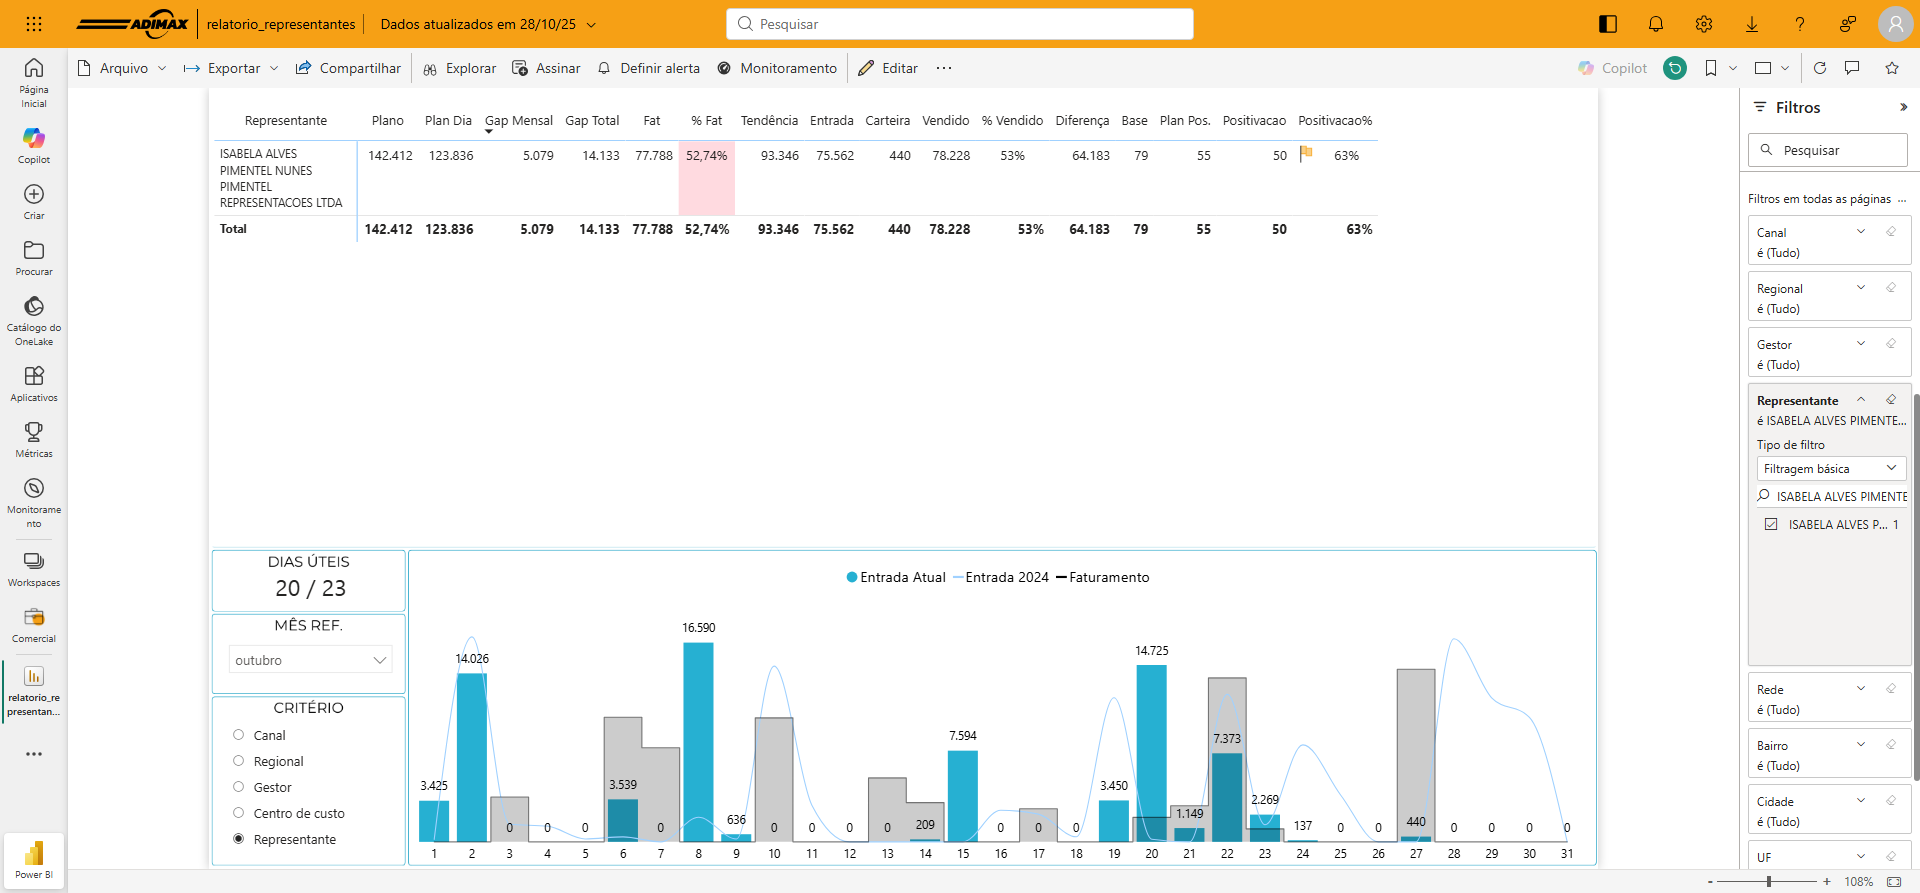 ADIMAX relatorio_representantes Dados atualizados em 28/10/25 Pesquisar
Arquivo Exportar Compartilhar Explorar Assinar Definir alerta Monitoramento Editar ... Copilot
Página Inicial
Copilot
Criar
Procurar
Catálogo do OneLake
Aplicativos
Métricas
Monitoramento
Workspaces
Comercial
relatorio_representan...
Power BI
Representante Plano Plan Dia Gap Mensal Gap Total Fat % Fat Tendência Entrada Carteira Vendido % Vendido Diferença Base Plan Pos. Positivacao Positivacao%
ISABELA ALVES 142.412 123.836 5.079 14.133 77.788 52,74% 93.346 75.562 440 78.228 53% 64.183 79 55 50 63%
PIMENTEL NUNES
PIMENTEL
REPRESENTACOES LTDA
Total 142.412 123.836 5.079 14.133 77.788 52,74% 93.346 75.562 440 78.228 53% 64.183 79 55 50 63%
DIAS ÚTEIS
20 / 23
MÊS REF.
outubro
CRITÉRIO
Canal
Regional
Gestor
Centro de custo
Representante
Entrada Atual Entrada 2024 Faturamento
3.425 14.026 0 0 0 3.539 0 16.590 636 0 0 0 0 209 7.594 0 0 0 3.450 14.725 1.149 7.373 2.269 137 0 0 440 0 0 0 0
1 2 3 4 5 6 7 8 9 10 11 12 13 14 15 16 17 18 19 20 21 22 23 24 25 26 27 28 29 30 31
Filtros
Pesquisar
Filtros em todas as páginas ...
Canal
é (Tudo)
Regional
é (Tudo)
Gestor
é (Tudo)
Representante
é ISABELA ALVES PIMENTE...
Tipo de filtro
Filtragem básica
ISABELA ALVES PIMENTE
ISABELA ALVES P... 1
Rede
é (Tudo)
Bairro
é (Tudo)
Cidade
é (Tudo)
UF
- + 108%